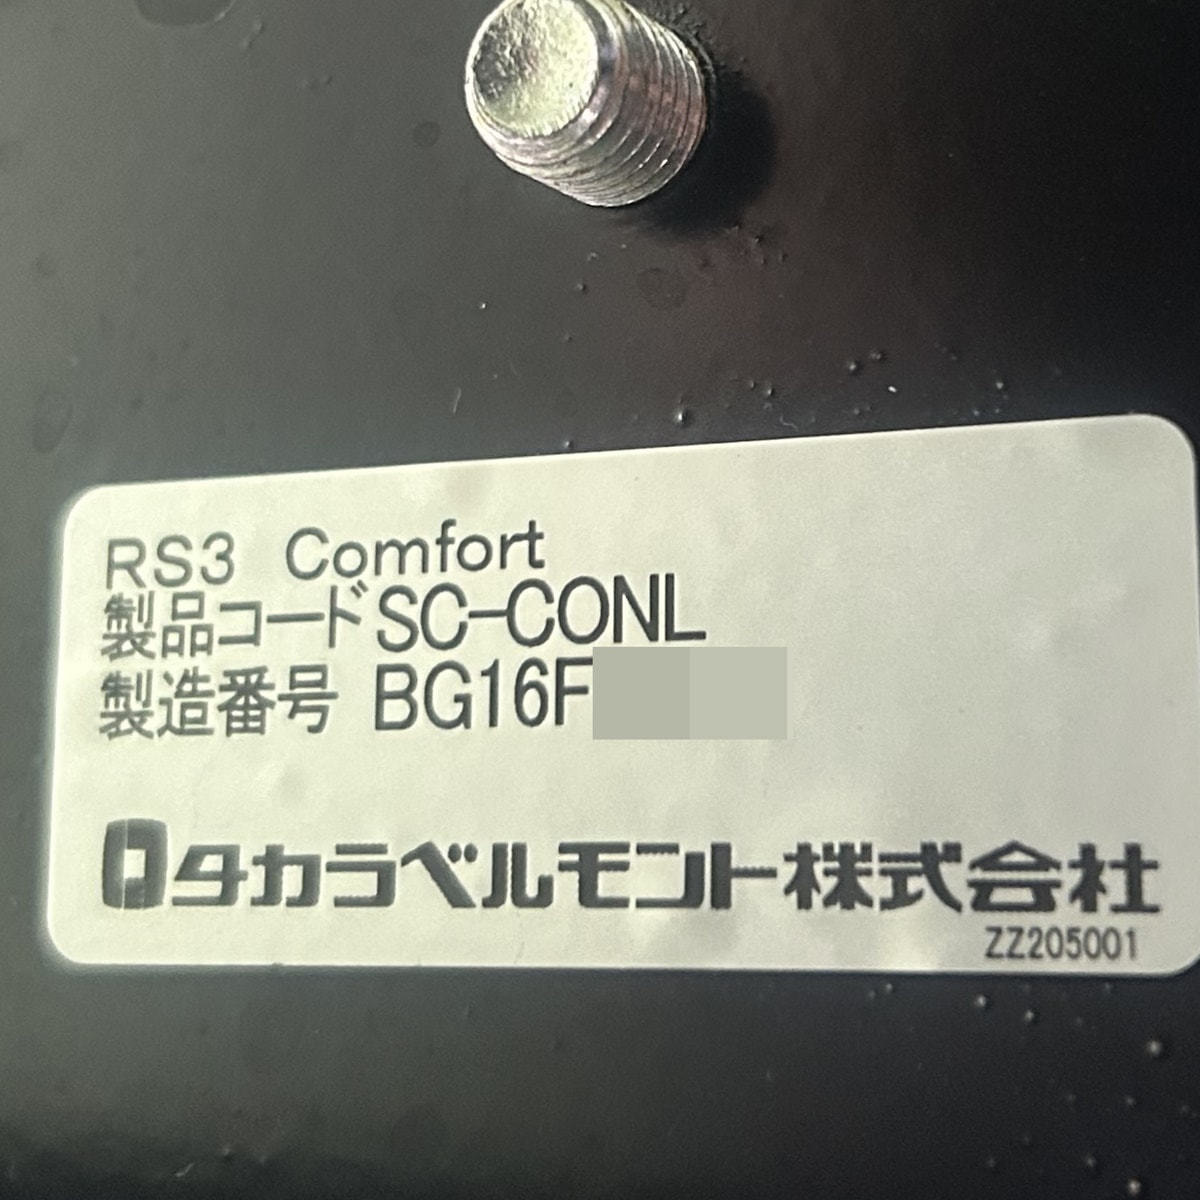 RS3 Comfort
製品コードSC-CONL
製造番号 BG16F
タカラベルモント株式会社
ZZ205001